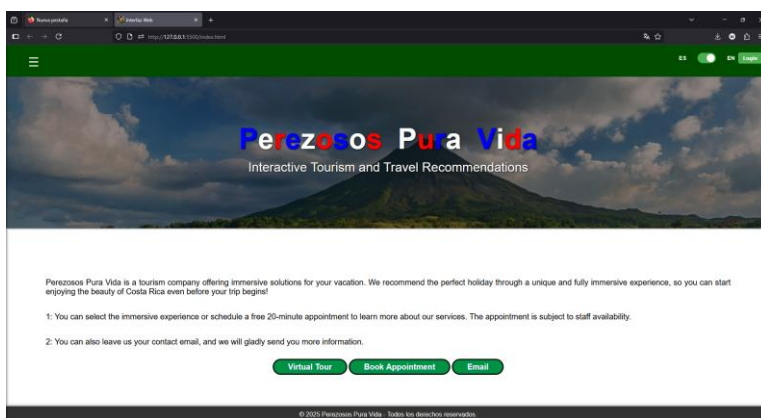 Nueva pestaña
Interfaz Web
http://127.0.0.1:5500/index.html
ES EN Login
Perezosos Pura Vida
Interactive Tourism and Travel Recommendations
Perezosos Pura Vida is a tourism company offering immersive solutions for your vacation. We recommend the perfect holiday through a unique and fully immersive experience, so you can start
enjoying the beauty of Costa Rica even before your trip begins!
1: You can select the immersive experience or schedule a free 20-minute appointment to learn more about our services. The appointment is subject to staff availability.
2: You can also leave us your contact email, and we will gladly send you more information.
Virtual Tour Book Appointment Email
© 2025 Perezosos Pura Vida - Todos los derechos reservados.